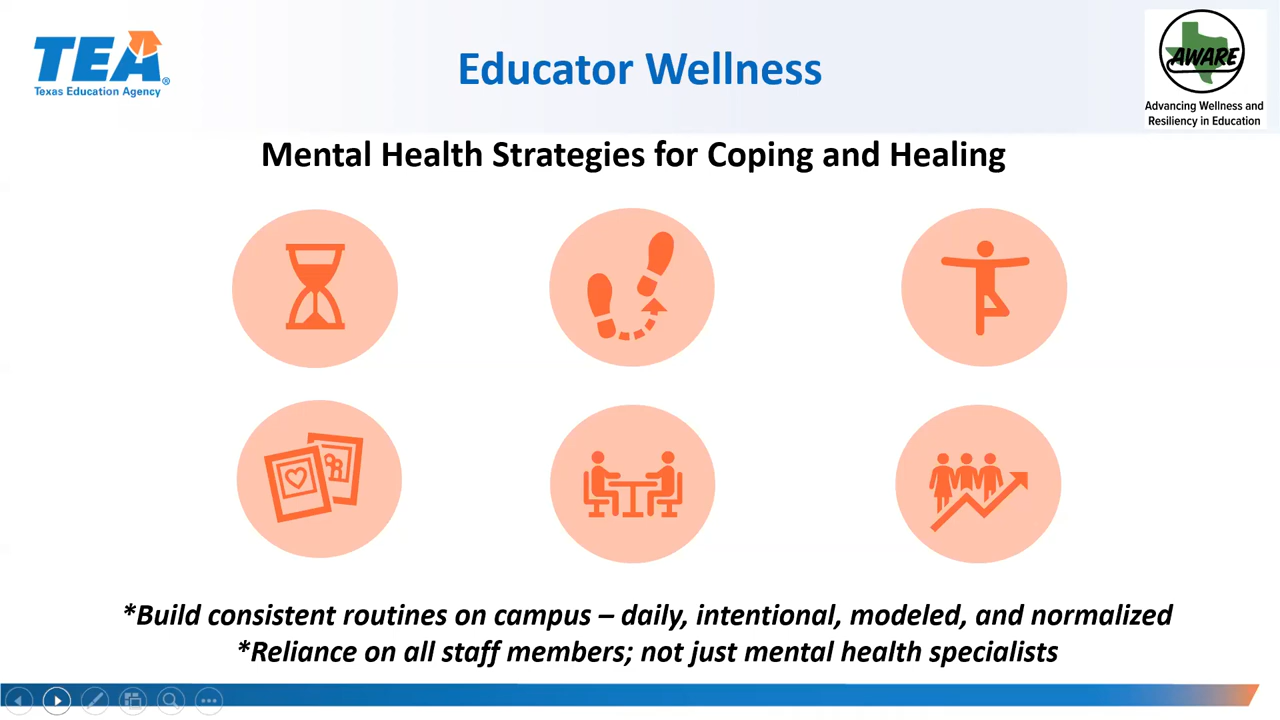 TEA®
Texas Education Agency
Educator Wellness
AWARE
Advancing Wellness and
Resiliency in Education
Mental Health Strategies for Coping and Healing
*Build consistent routines on campus – daily, intentional, modeled, and normalized
*Reliance on all staff members; not just mental health specialists